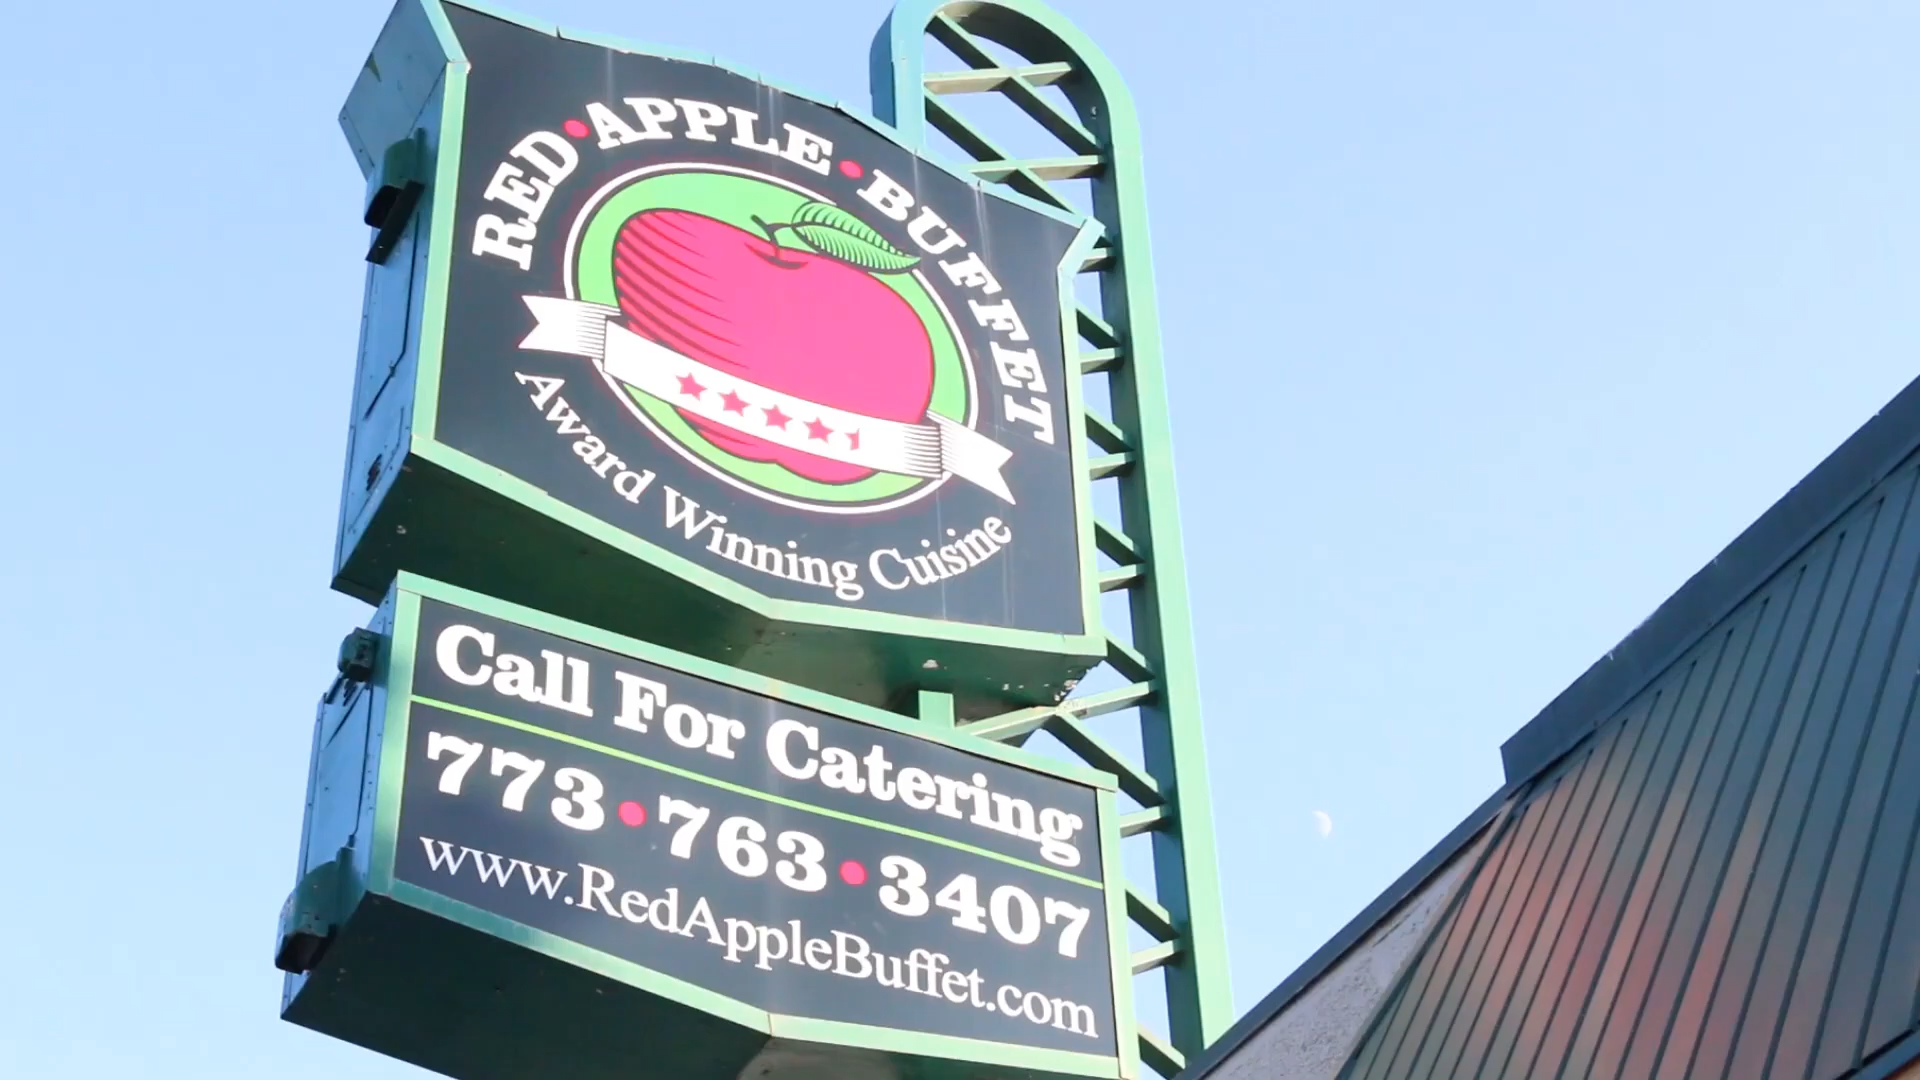 RED•APPLE•BUFFET
Award Winning Cuisine
Call For Catering
773•763•3407
www.RedAppleBuffet.com